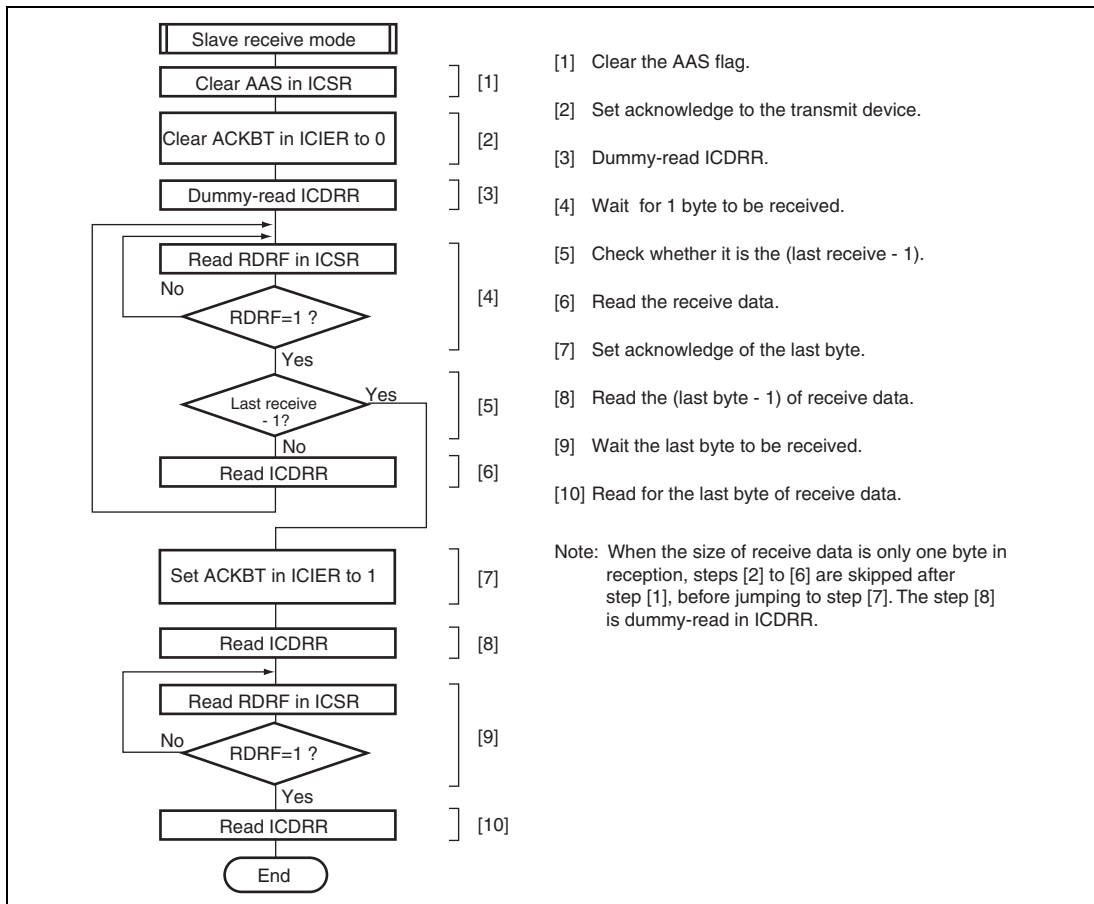 Slave receive mode
Clear AAS in ICSR
[1]
Clear ACKBT in ICIER to 0
[2]
Dummy-read ICDRR
[3]
Read RDRF in ICSR
No
RDRF=1 ?
[4]
Yes
Last receive
- 1?
Yes
[5]
No
Read ICDRR
[6]
Set ACKBT in ICIER to 1
[7]
Read ICDRR
[8]
Read RDRF in ICSR
No
RDRF=1 ?
[9]
Yes
Read ICDRR
[10]
End
[1] Clear the AAS flag.
[2] Set acknowledge to the transmit device.
[3] Dummy-read ICDRR.
[4] Wait for 1 byte to be received.
[5] Check whether it is the (last receive - 1).
[6] Read the receive data.
[7] Set acknowledge of the last byte.
[8] Read the (last byte - 1) of receive data.
[9] Wait the last byte to be received.
[10] Read for the last byte of receive data.
Note: When the size of receive data is only one byte in
reception, steps [2] to [6] are skipped after
step [1], before jumping to step [7]. The step [8]
is dummy-read in ICDRR.